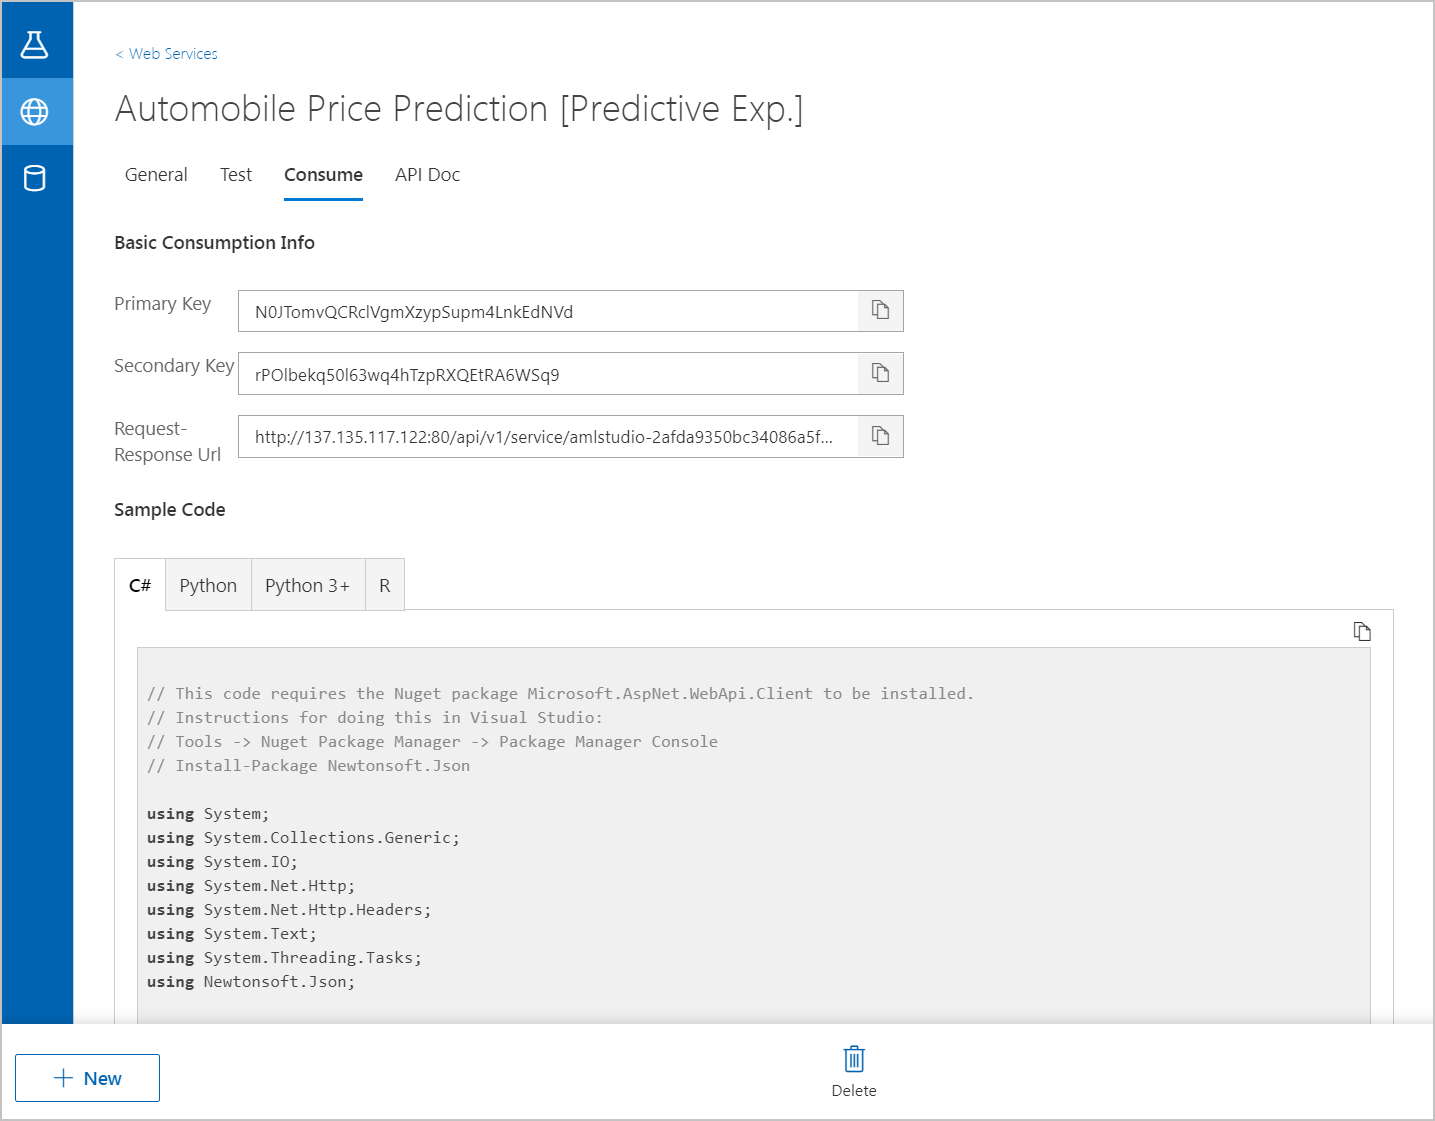 < Web Services
Automobile Price Prediction [Predictive Exp.]
General Test Consume API Doc
Basic Consumption Info
Primary Key N0JTomvQCRclVgmXzypSupm4LnkEdNVd
Secondary Key rPOlbekq50l63wq4hTzpRXQEtRA6WSq9
Request-
Response Url http://137.135.117.122:80/api/v1/service/amlstudio-2afda9350bc34086a5f...
Sample Code
C# Python Python 3+ R
// This code requires the Nuget package Microsoft.AspNet.WebApi.Client to be installed.
// Instructions for doing this in Visual Studio:
// Tools -> Nuget Package Manager -> Package Manager Console
// Install-Package Newtonsoft.Json
using System;
using System.Collections.Generic;
using System.IO;
using System.Net.Http;
using System.Net.Http.Headers;
using System.Text;
using System.Threading.Tasks;
using Newtonsoft.Json;
+ New
Delete